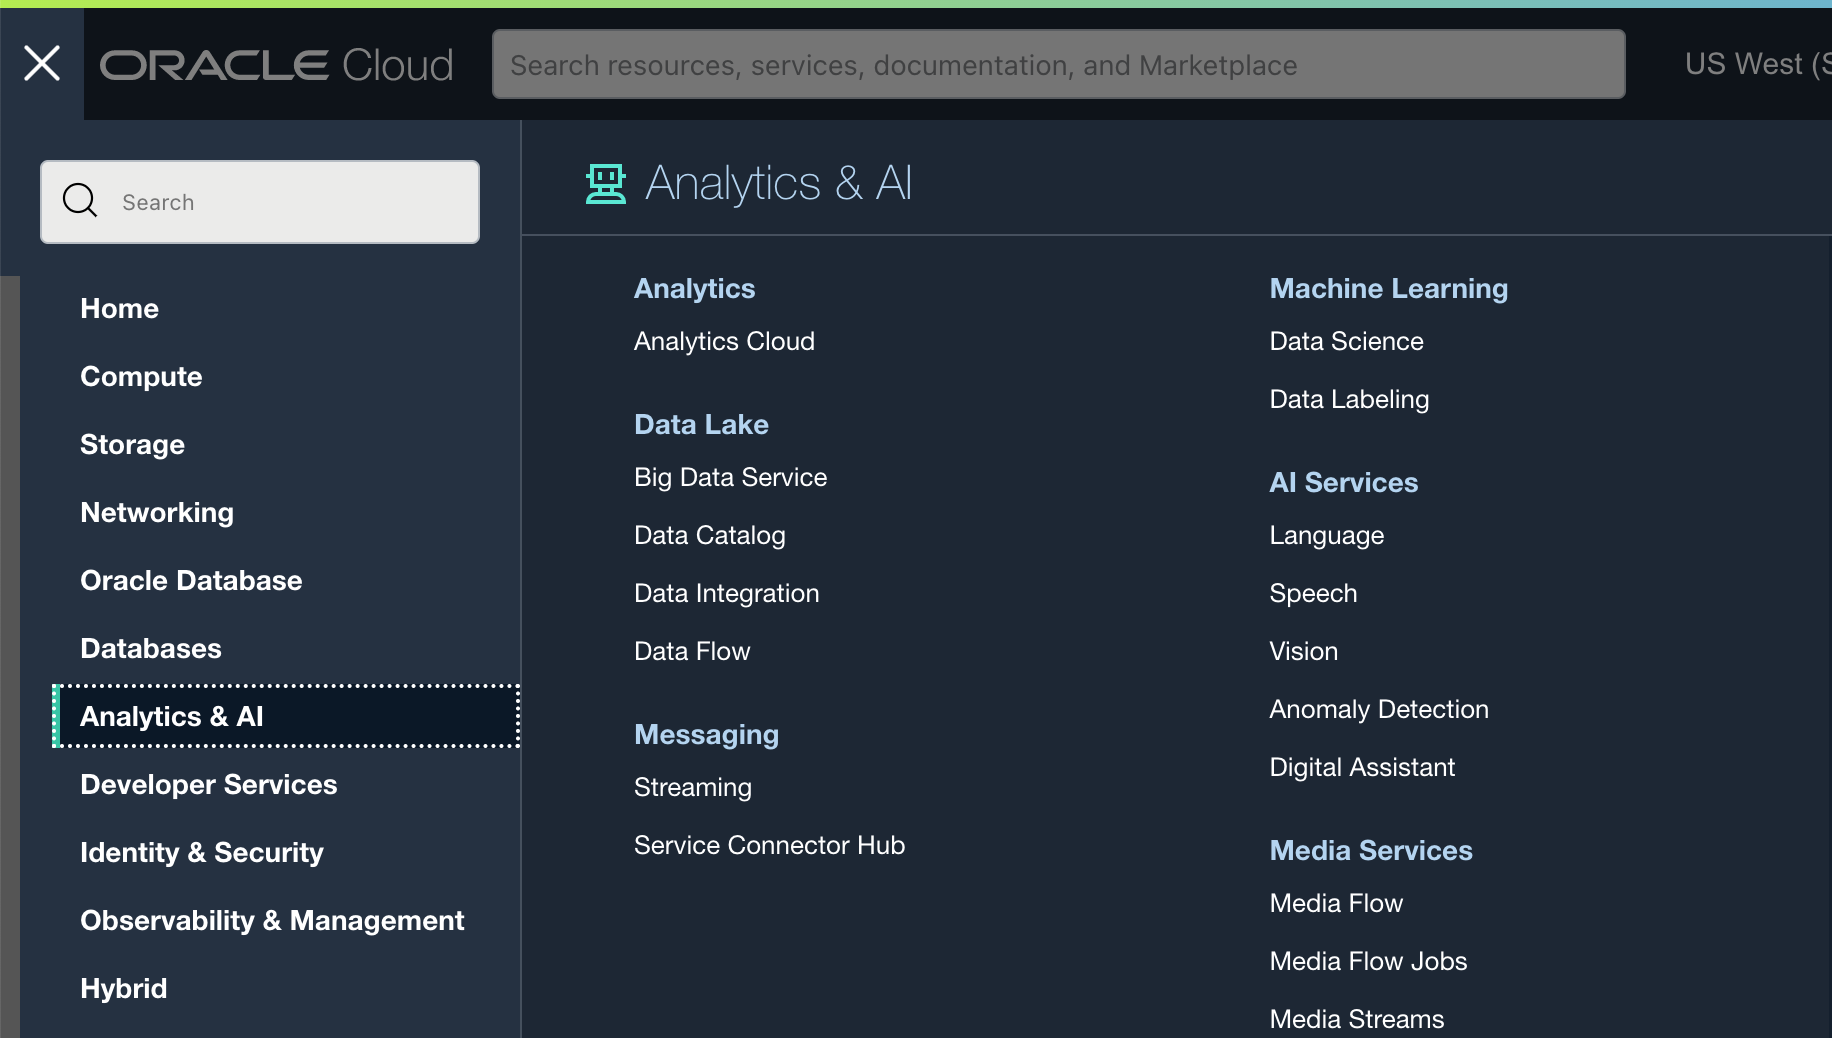 ORACLE Cloud
Search resources, services, documentation, and Marketplace
US West (
Search
Home
Compute
Storage
Networking
Oracle Database
Databases
Analytics & AI
Developer Services
Identity & Security
Observability & Management
Hybrid
Analytics & AI
Analytics
Analytics Cloud
Data Lake
Big Data Service
Data Catalog
Data Integration
Data Flow
Messaging
Streaming
Service Connector Hub
Machine Learning
Data Science
Data Labeling
AI Services
Language
Speech
Vision
Anomaly Detection
Digital Assistant
Media Services
Media Flow
Media Flow Jobs
Media Streams